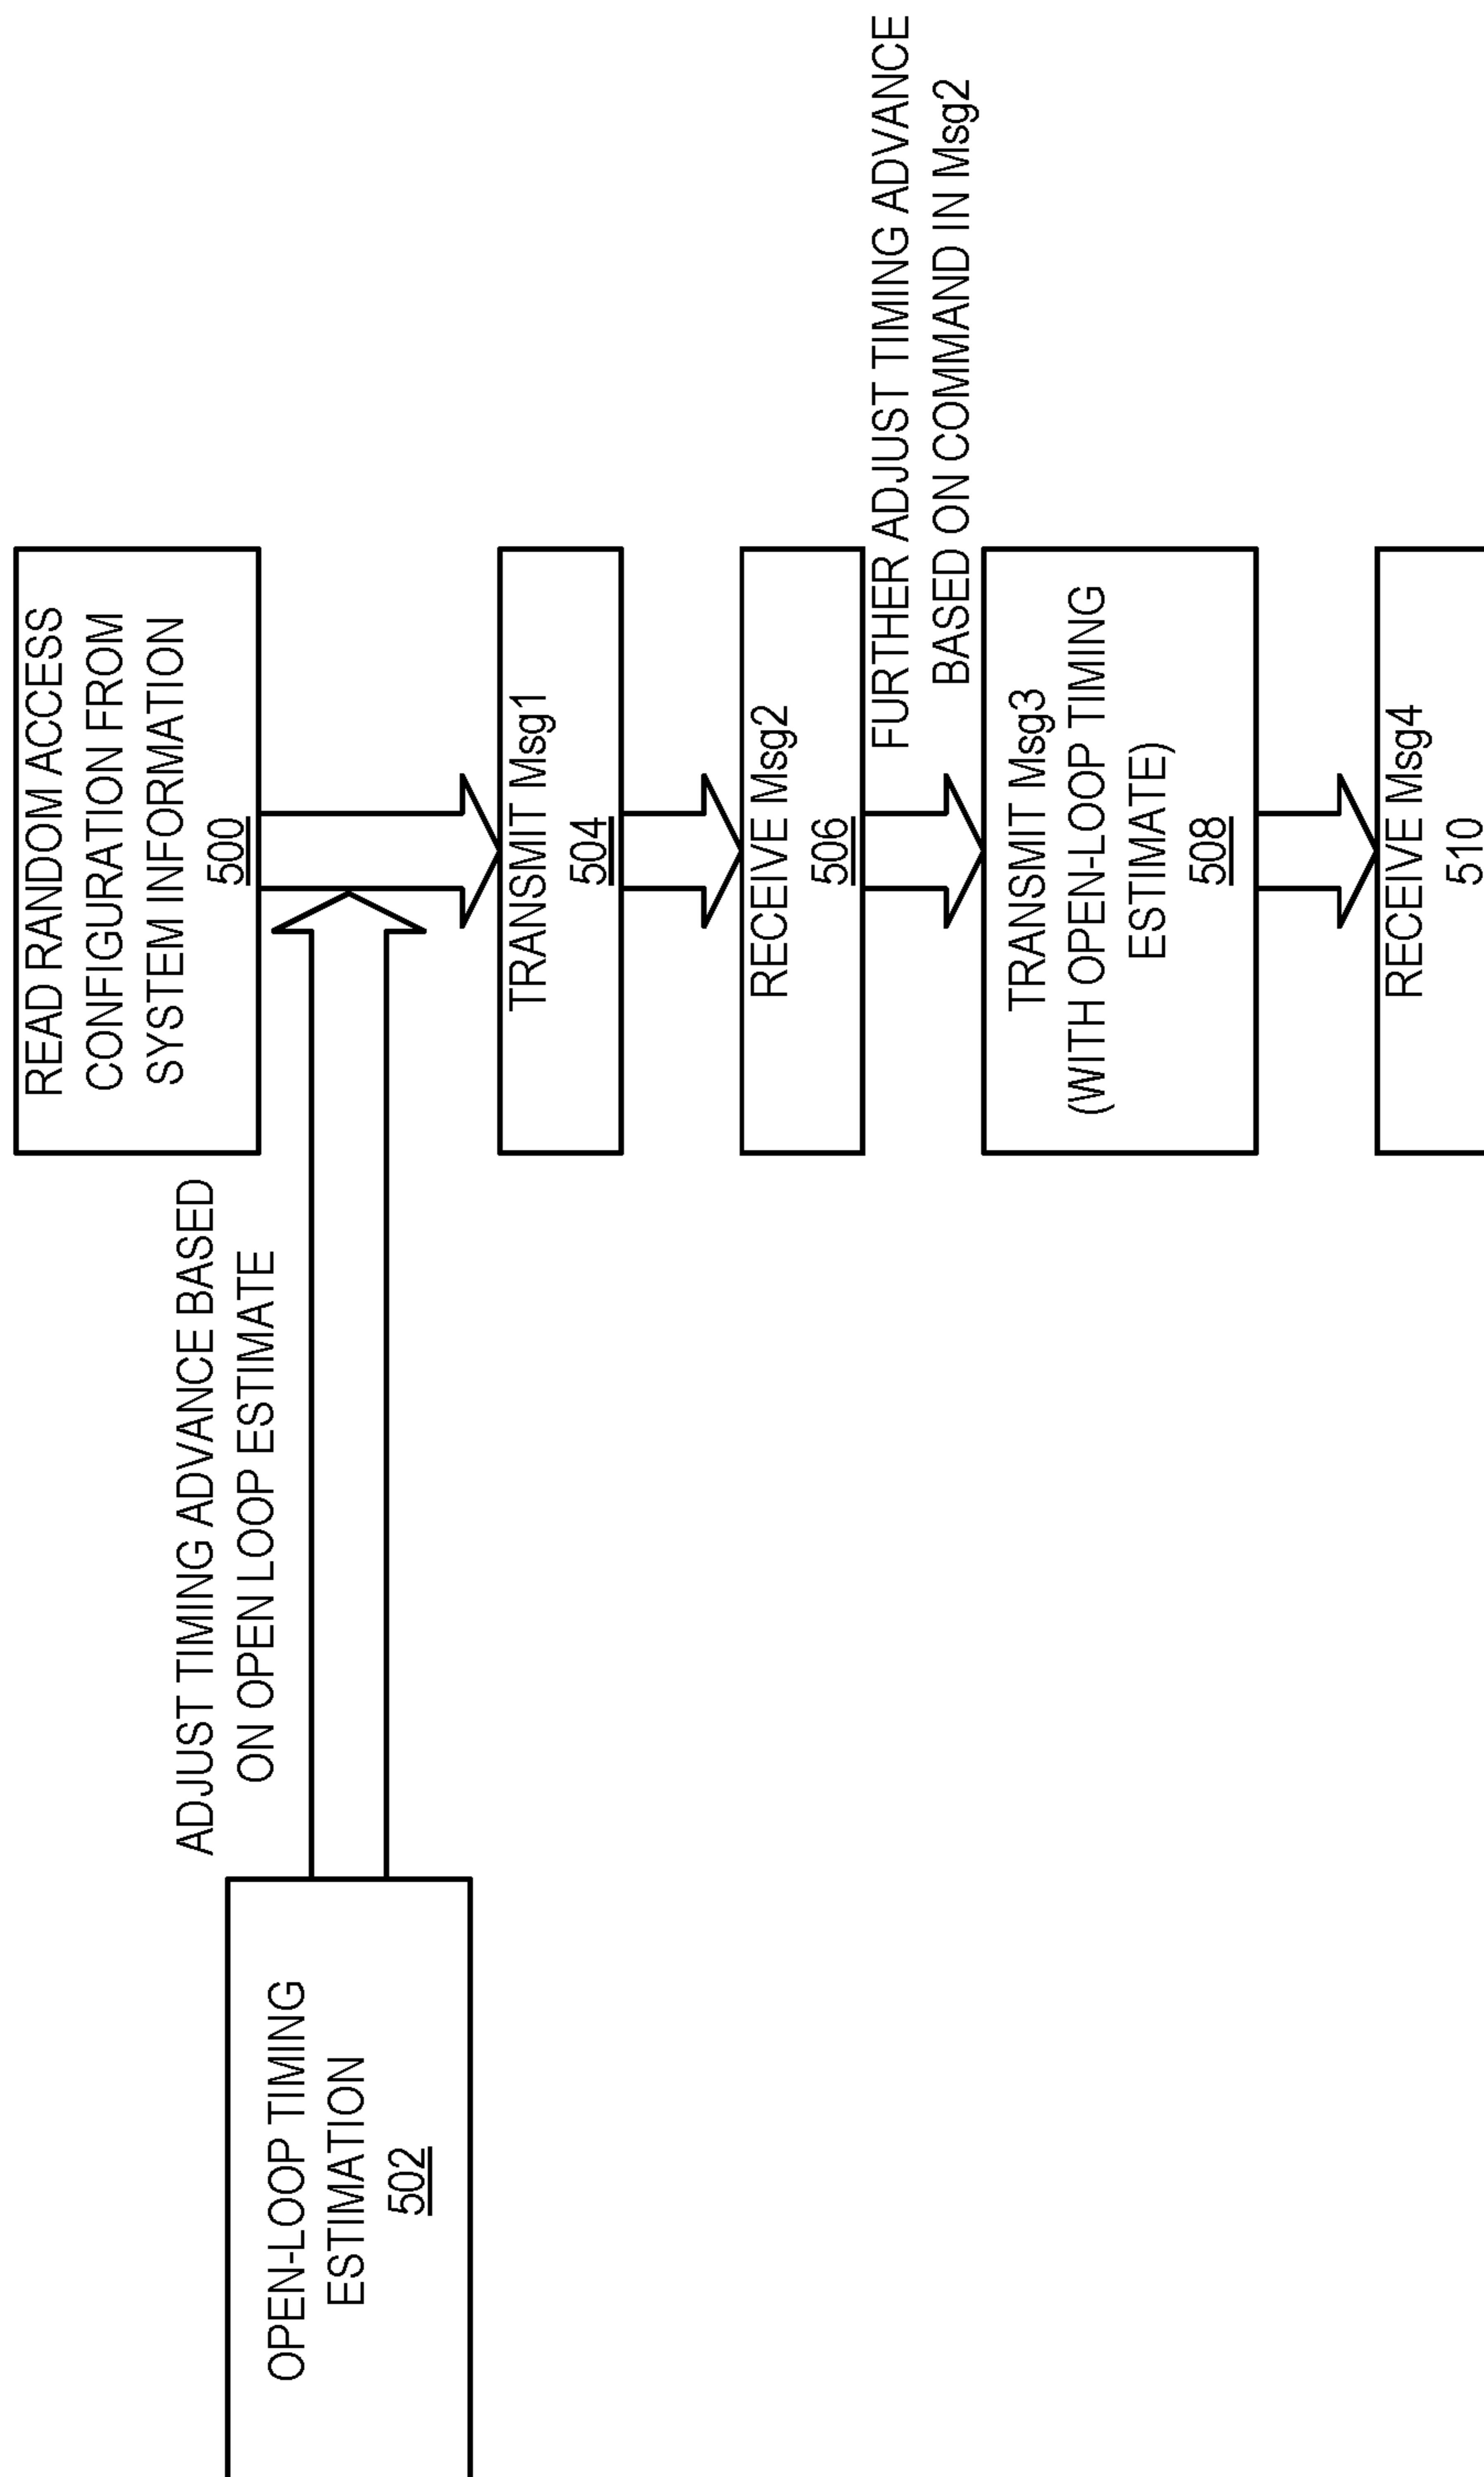 READ RANDOM ACCESS
CONFIGURATION FROM
SYSTEM INFORMATION
500
ADJUST TIMING ADVANCE BASED
ON OPEN LOOP ESTIMATE
OPEN-LOOP TIMING
ESTIMATION
502
TRANSMIT Msg1
504
RECEIVE Msg2
506
FURTHER ADJUST TIMING ADVANCE
BASED ON COMMAND IN Msg2
TRANSMIT Msg3
(WITH OPEN-LOOP TIMING
ESTIMATE)
508
RECEIVE Msg4
510